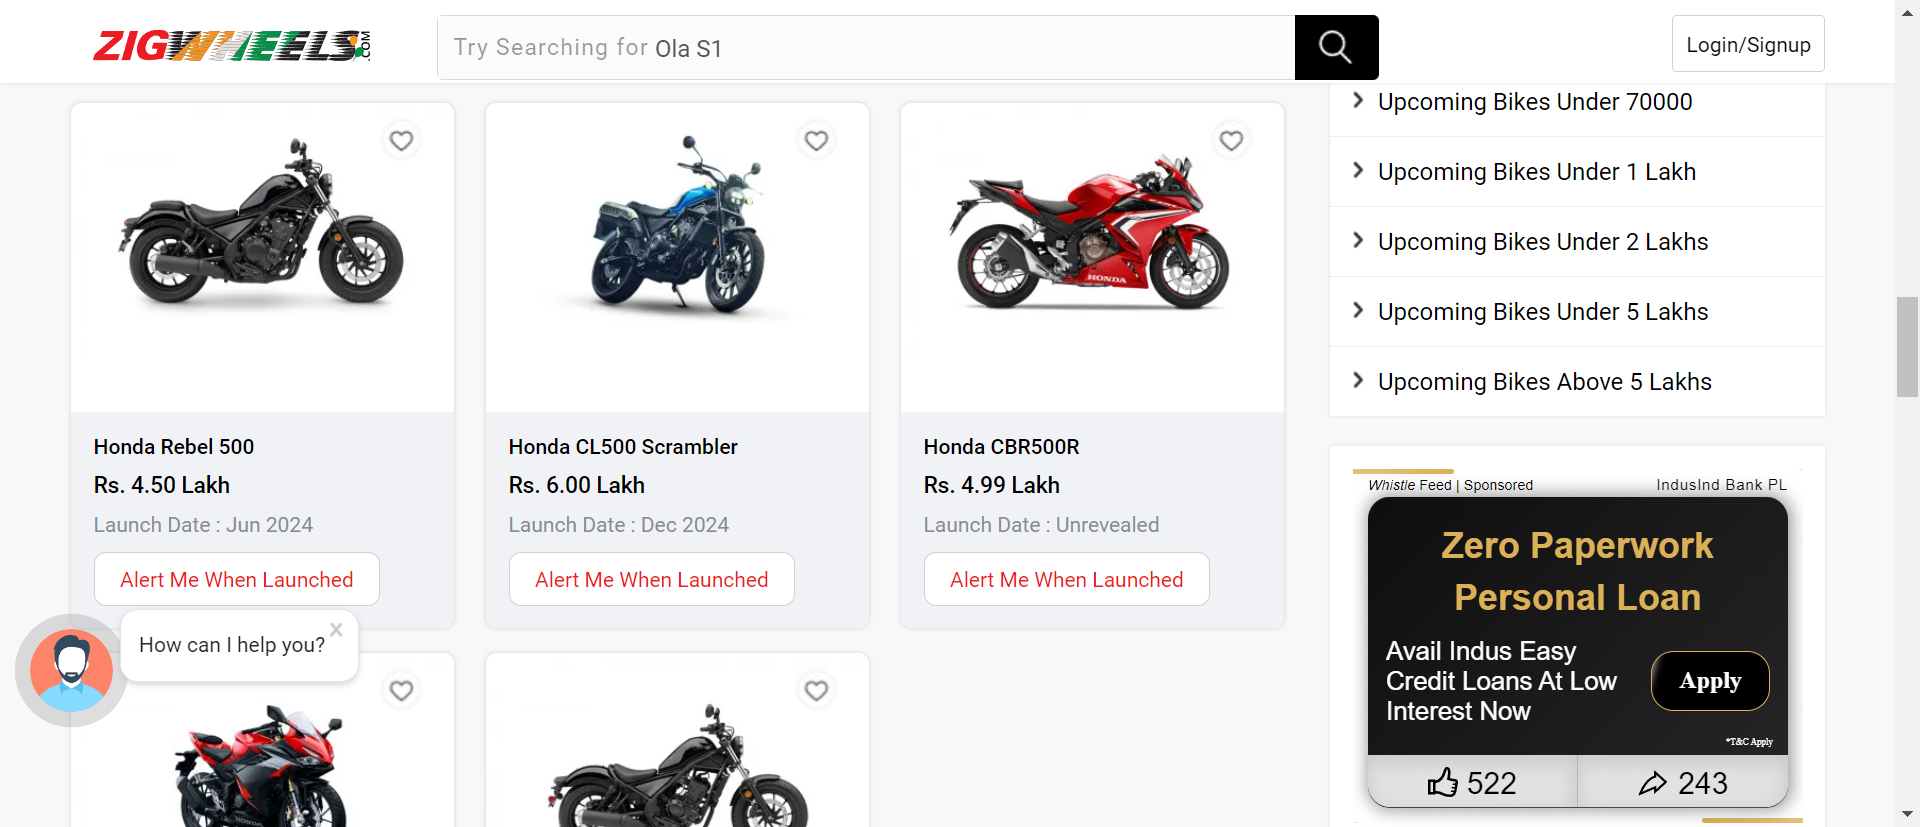 ZIGWHEELS.COM
Try Searching for Ola S1
Login/Signup
Honda Rebel 500
Rs. 4.50 Lakh
Launch Date : Jun 2024
Alert Me When Launched
Honda CL500 Scrambler
Rs. 6.00 Lakh
Launch Date : Dec 2024
Alert Me When Launched
HONDA
Honda CBR500R
Rs. 4.99 Lakh
Launch Date : Unrevealed
Alert Me When Launched
How can I help you?
HONDA
Upcoming Bikes Under 70000
Upcoming Bikes Under 1 Lakh
Upcoming Bikes Under 2 Lakhs
Upcoming Bikes Under 5 Lakhs
Upcoming Bikes Above 5 Lakhs
Whistle Feed | Sponsored
IndusInd Bank PL
Zero Paperwork
Personal Loan
Avail Indus Easy
Credit Loans At Low
Interest Now
Apply
*T&C Apply
522
243